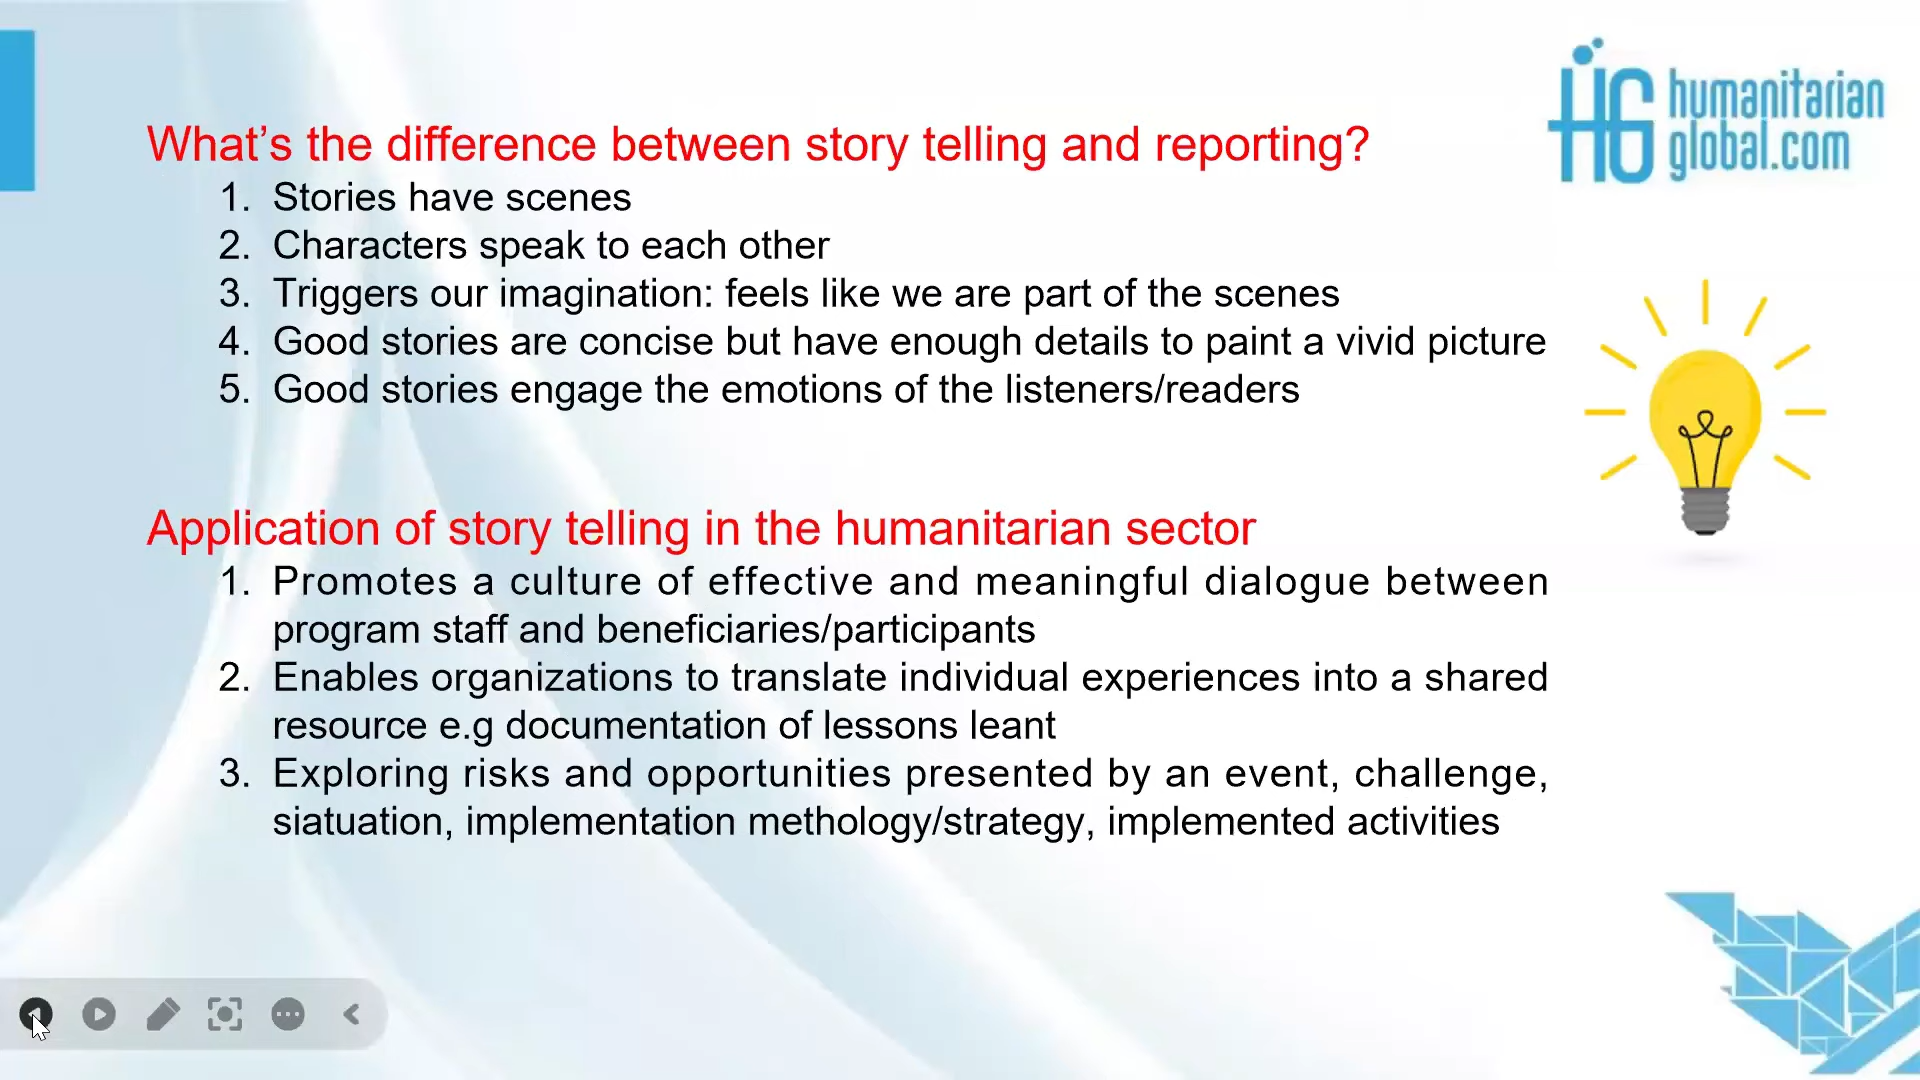 humanitarian
global.com
What's the difference between story telling and reporting?
1. Stories have scenes
2. Characters speak to each other
3. Triggers our imagination: feels like we are part of the scenes
4. Good stories are concise but have enough details to paint a vivid picture
5. Good stories engage the emotions of the listeners/readers
Application of story telling in the humanitarian sector
1. Promotes a culture of effective and meaningful dialogue between
program staff and beneficiaries/participants
2. Enables organizations to translate individual experiences into a shared
resource e.g documentation of lessons leant
3. Exploring risks and opportunities presented by an event, challenge,
siatuation, implementation methology/strategy, implemented activities